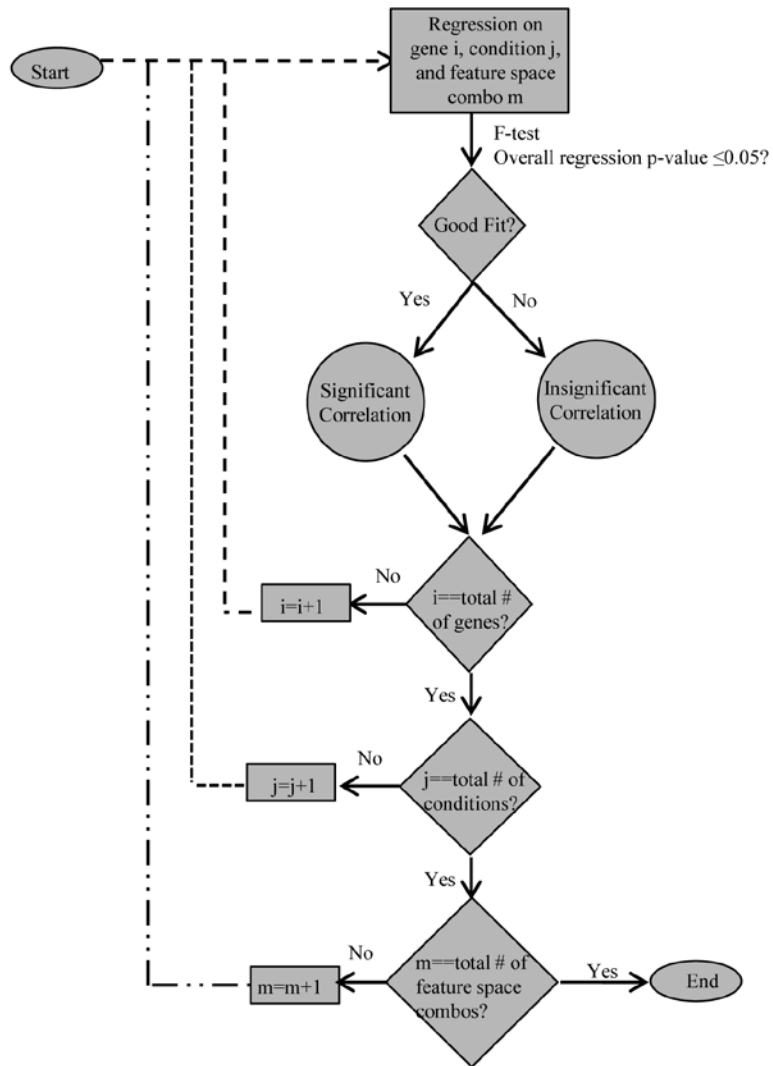 Start
Regression on
gene i, condition j,
and feature space
combo m
F-test
Overall regression p-value ≤0.05?
Good Fit?
Yes
No
Significant
Correlation
Insignificant
Correlation
No
i=i+1
i==total #
of genes?
Yes
No
j=j+1
j==total # of
conditions?
Yes
No
m=m+1
m==total # of
feature space
combos?
Yes
End